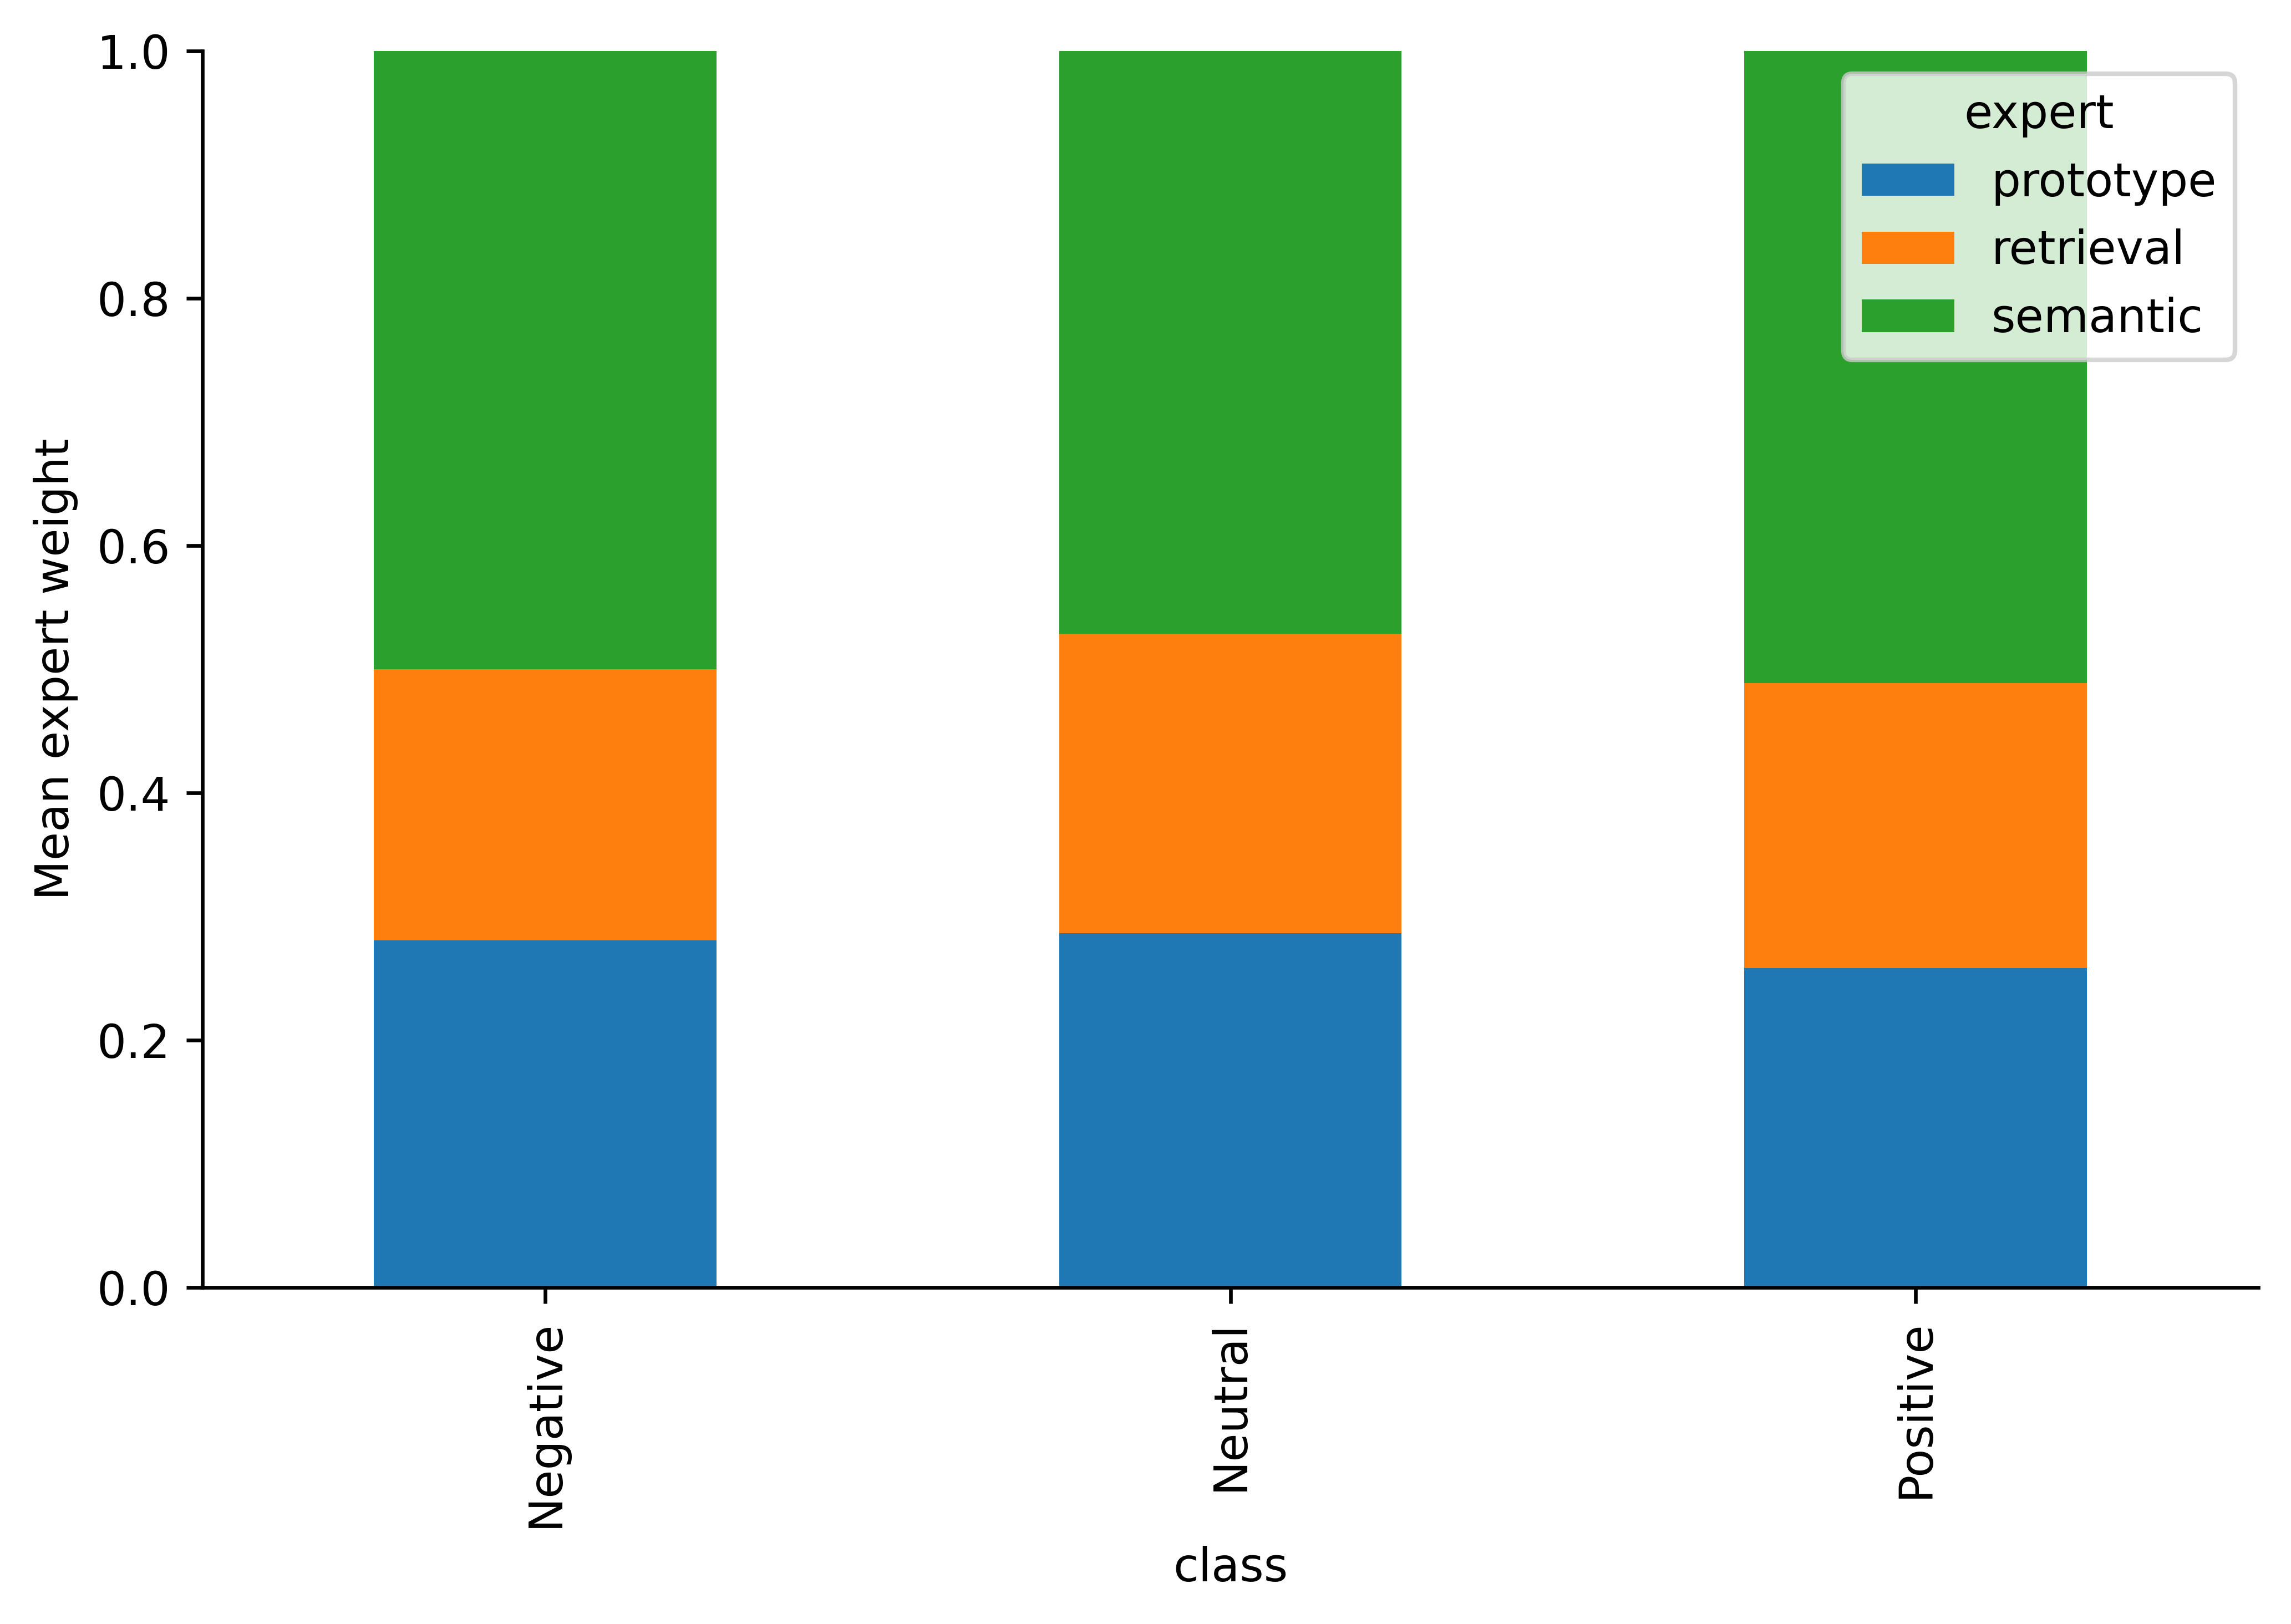 Mean expert weight
1.0
0.8
0.6
0.4
0.2
0.0
expert
prototype
retrieval
semantic
Negative
Neutral
Positive
class